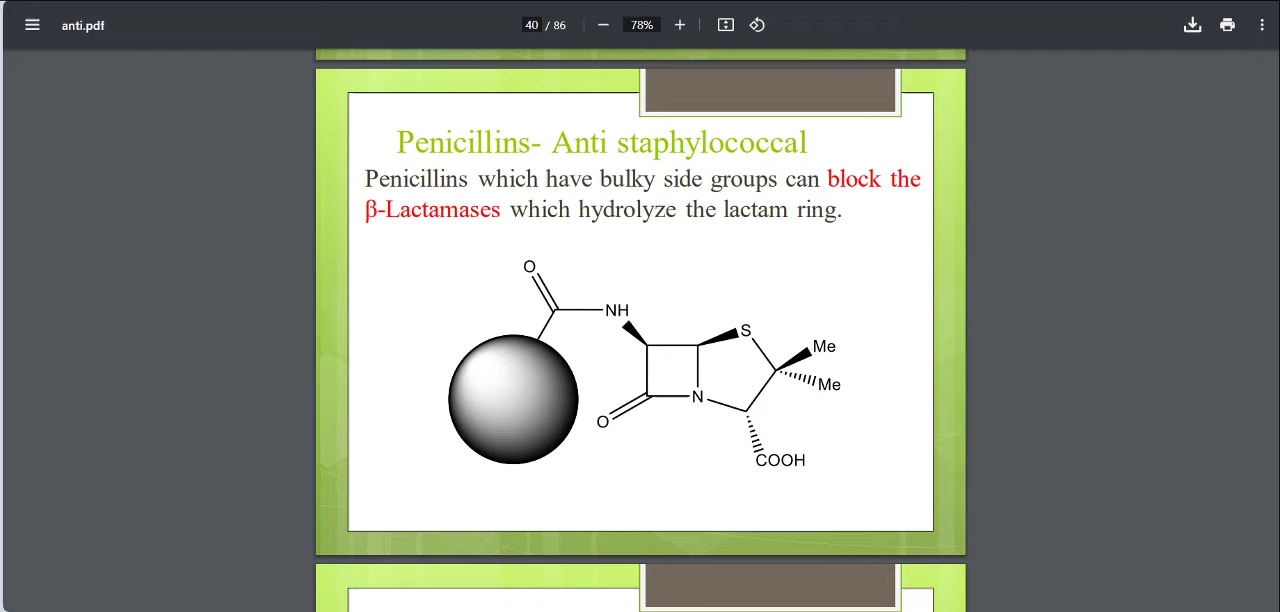 anti.pdf
40 / 86
78%
Penicillins- Anti staphylococcal
Penicillins which have bulky side groups can block the
β-Lactamases which hydrolyze the lactam ring.
O
NH
S
Me
Me
N
O
COOH